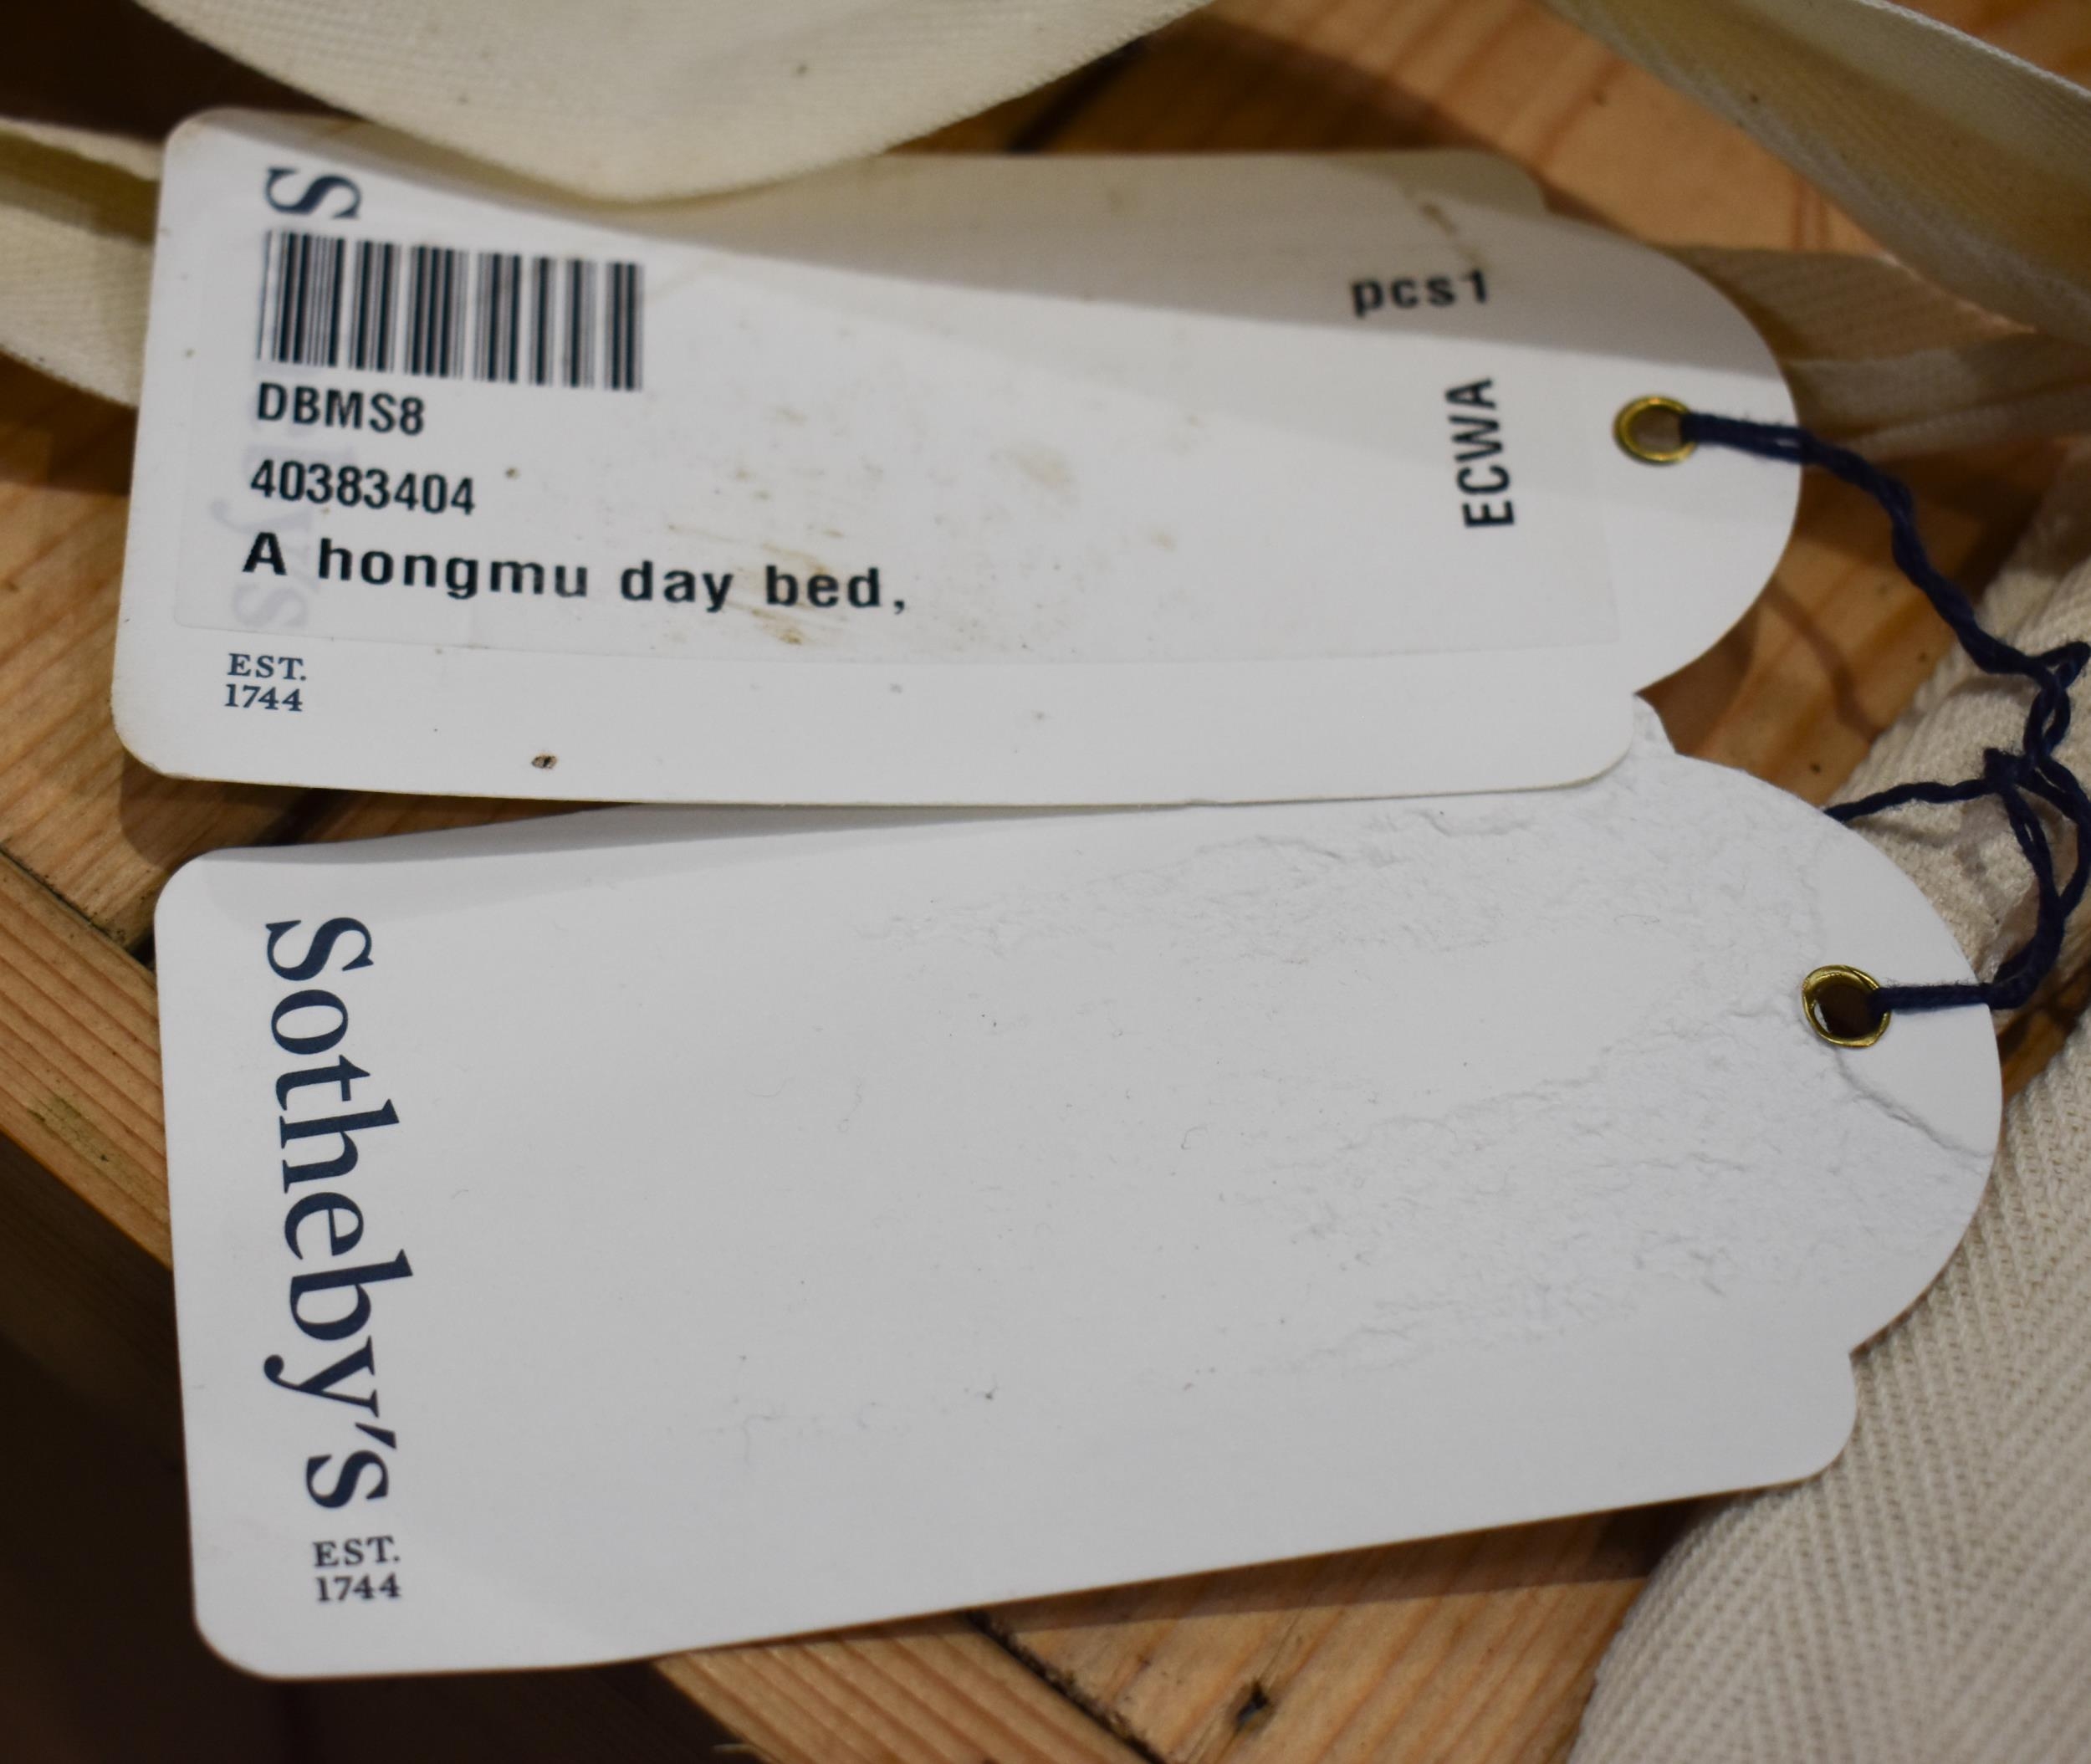 S
pcs1
DBMS8
40383404
A hongmu day bed,
ECWA
EST.
1744
Sotheby's
EST.
1744